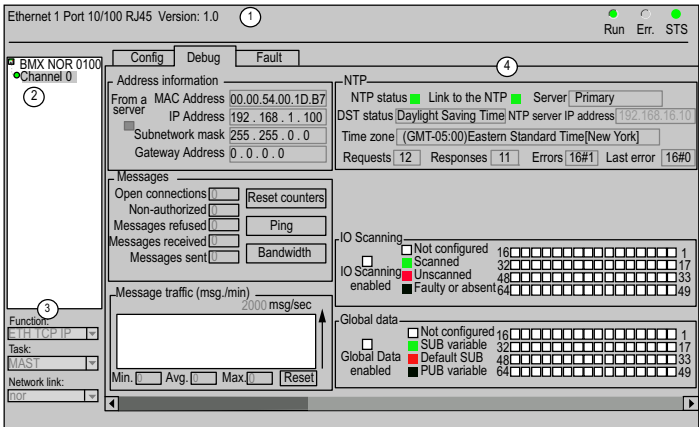 Ethernet 1 Port 10/100 RJ45 Version: 1.0
1
Run Err. STS
BMX NOR 0100
Channel 0
2
Config Debug Fault
4
Address information
From a server
MAC Address 00.00.54.00.1D.B7
IP Address 192 . 168 . 1 . 100
Subnetwork mask 255 . 255 . 0 . 0
Gateway Address 0 . 0 . 0 . 0
Messages
Open connections 0
Non-authorized 0
Messages refused 0
Messages received 0
Messages sent 0
Reset counters
Ping
Bandwidth
Message traffic (msg./min)
2000 msg/sec
Min. 0 Avg. 0 Max. 0 Reset
NTP
NTP status Link to the NTP Server Primary
DST status Daylight Saving Time NTP server IP address 192.168.16.10
Time zone (GMT-05:00)Eastern Standard Time[New York]
Requests 12 Responses 11 Errors 16#1 Last error 16#0
IO Scanning
IO Scanning enabled
Not configured
Scanned
Unscanned
Faulty or absent
16 1
32 17
48 33
64 49
Global data
Global Data enabled
Not configured
SUB variable
Default SUB
PUB variable
16 1
32 17
48 33
64 49
3
Function:
ETH TCP IP
Task:
MAST
Network link:
nor